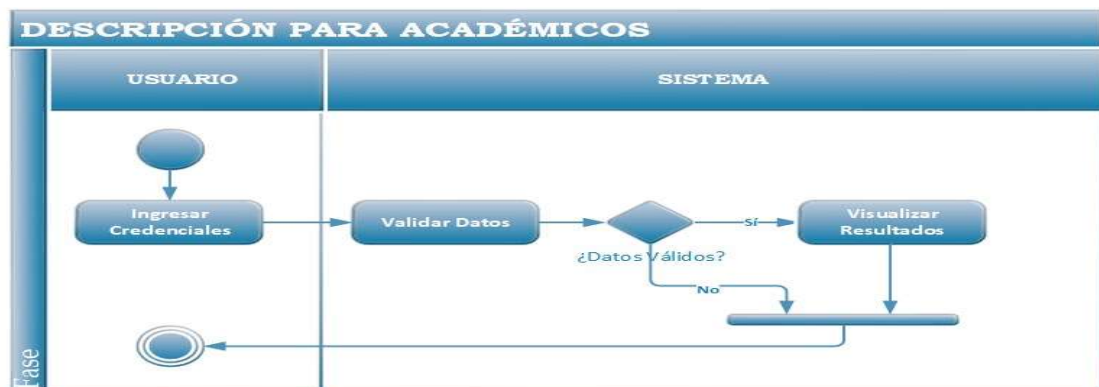 DESCRIPCIÓN PARA ACADÉMICOS
USUARIO
SISTEMA
Ingresar
Credenciales
Validar Datos
¿Datos Válidos?
Sí
Visualizar
Resultados
No
Fase